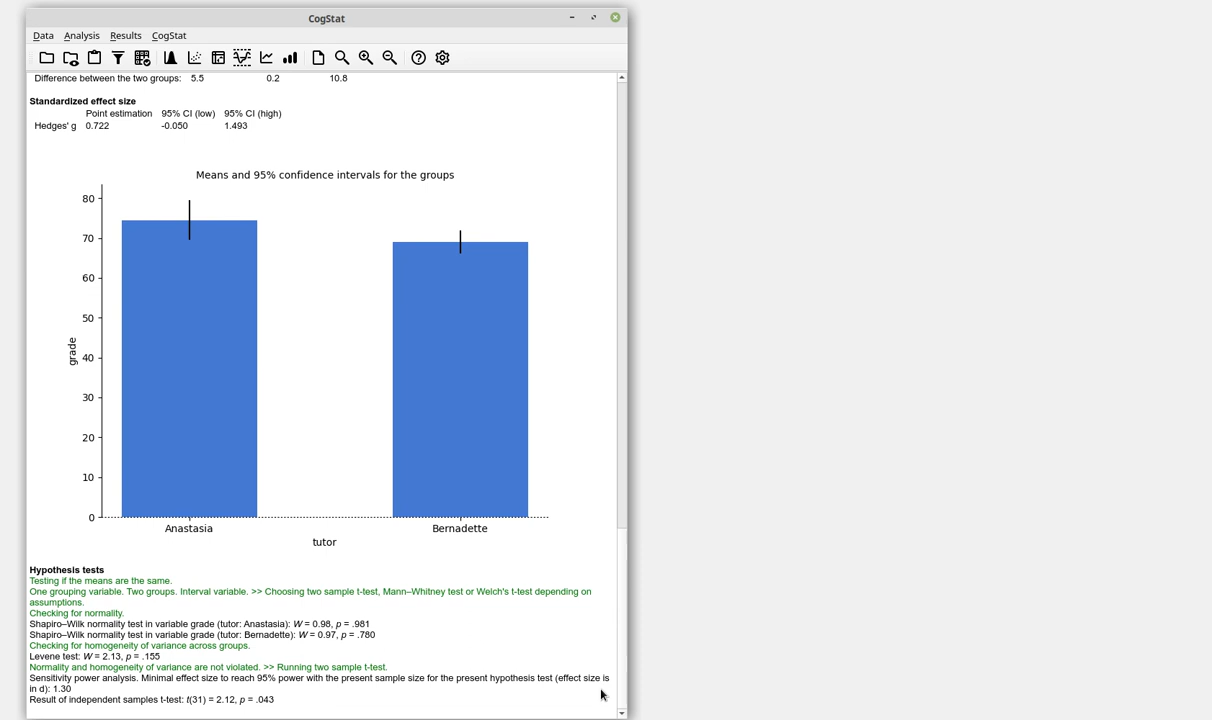 CogStat
Data Analysis Results CogStat
Difference between the two groups: 5.5 0.2 10.8
Standardized effect size
Point estimation 95% CI (low) 95% CI (high)
Hedges' g 0.722 -0.050 1.493
Means and 95% confidence intervals for the groups
80
70
60
50
40
30
20
10
0
grade
Anastasia Bernadette
tutor
Hypothesis tests
Testing if the means are the same.
One grouping variable. Two groups. Interval variable. >> Choosing two sample t-test, Mann–Whitney test or Welch's t-test depending on
assumptions.
Checking for normality.
Shapiro–Wilk normality test in variable grade (tutor: Anastasia): W = 0.98, p = .981
Shapiro–Wilk normality test in variable grade (tutor: Bernadette): W = 0.97, p = .780
Checking for homogeneity of variance across groups.
Levene test: W = 2.13, p = .155
Normality and homogeneity of variance are not violated. >> Running two sample t-test.
Sensitivity power analysis. Minimal effect size to reach 95% power with the present sample size for the present hypothesis test (effect size is
in d): 1.30
Result of independent samples t-test: t(31) = 2.12, p = .043